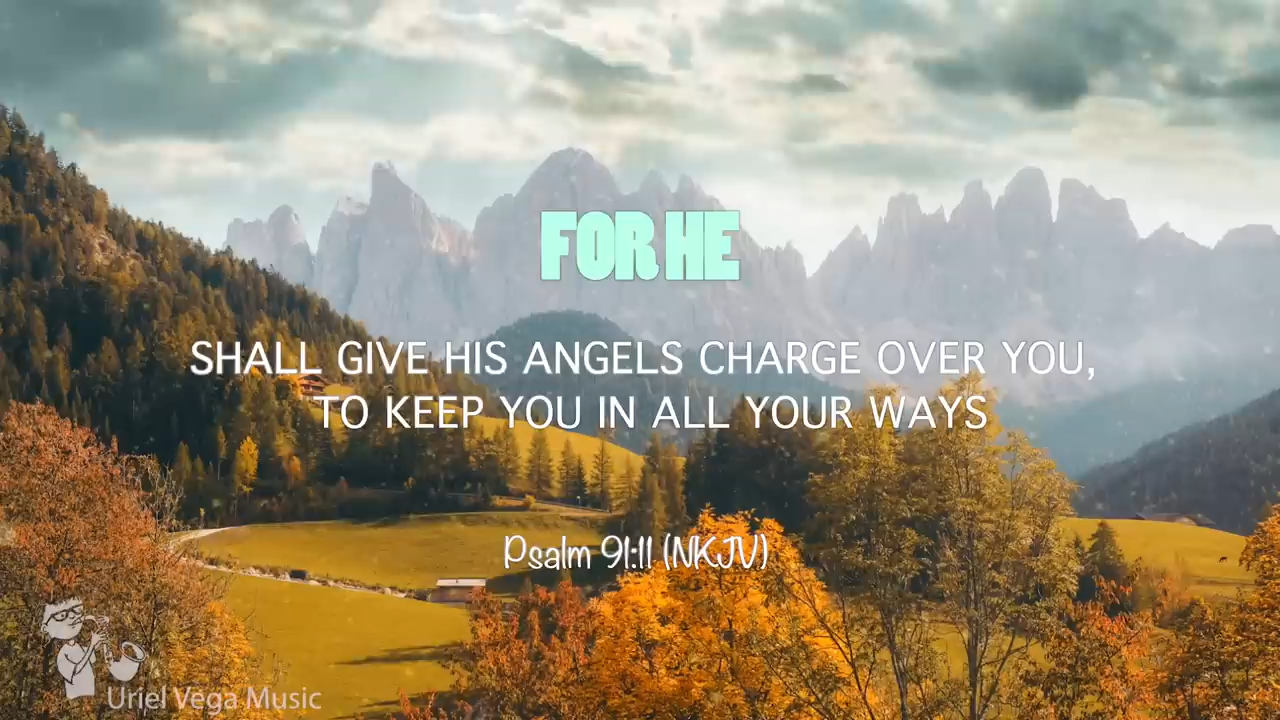 FOR HE
SHALL GIVE HIS ANGELS CHARGE OVER YOU,
TO KEEP YOU IN ALL YOUR WAYS
Psalm 91:11 (NKJV)
Uriel Vega Music